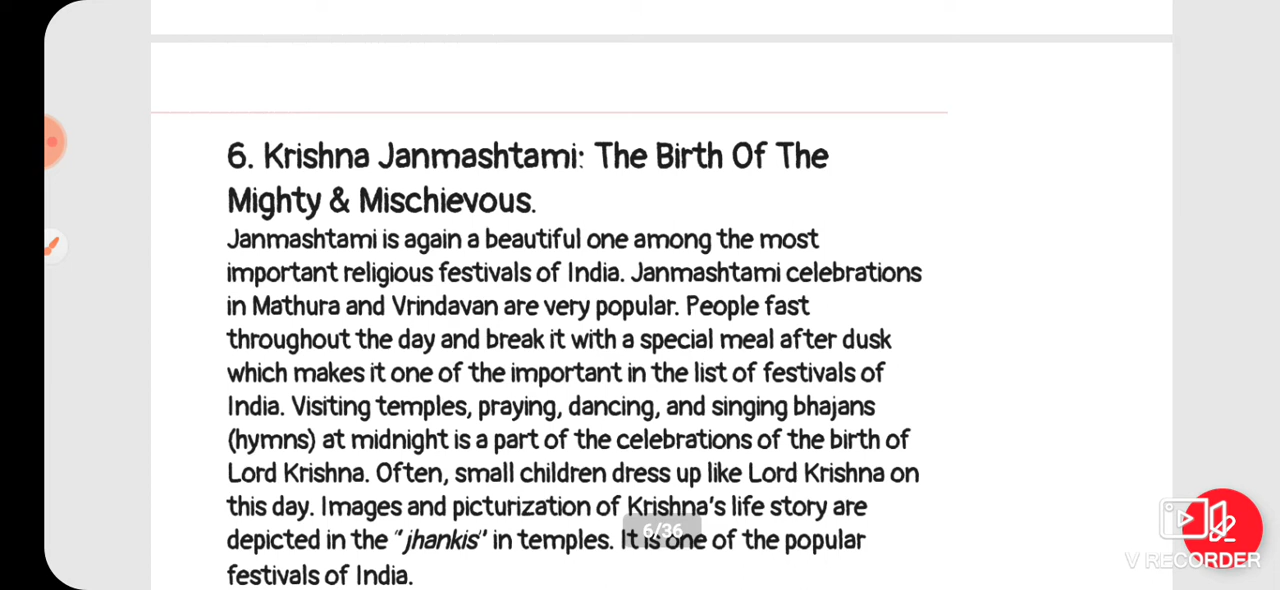 6. Krishna Janmashtami: The Birth Of The
Mighty & Mischievous.
Janmashtami is again a beautiful one among the most
important religious festivals of India. Janmashtami celebrations
in Mathura and Vrindavan are very popular. People fast
throughout the day and break it with a special meal after dusk
which makes it one of the important in the list of festivals of
India. Visiting temples, praying, dancing, and singing bhajans
(hymns) at midnight is a part of the celebrations of the birth of
Lord Krishna. Often, small children dress up like Lord Krishna on
this day. Images and picturization of Krishna's life story are
depicted in the "jhankis" in temples. It is one of the popular
festivals of India.
6/36
V RECORDER